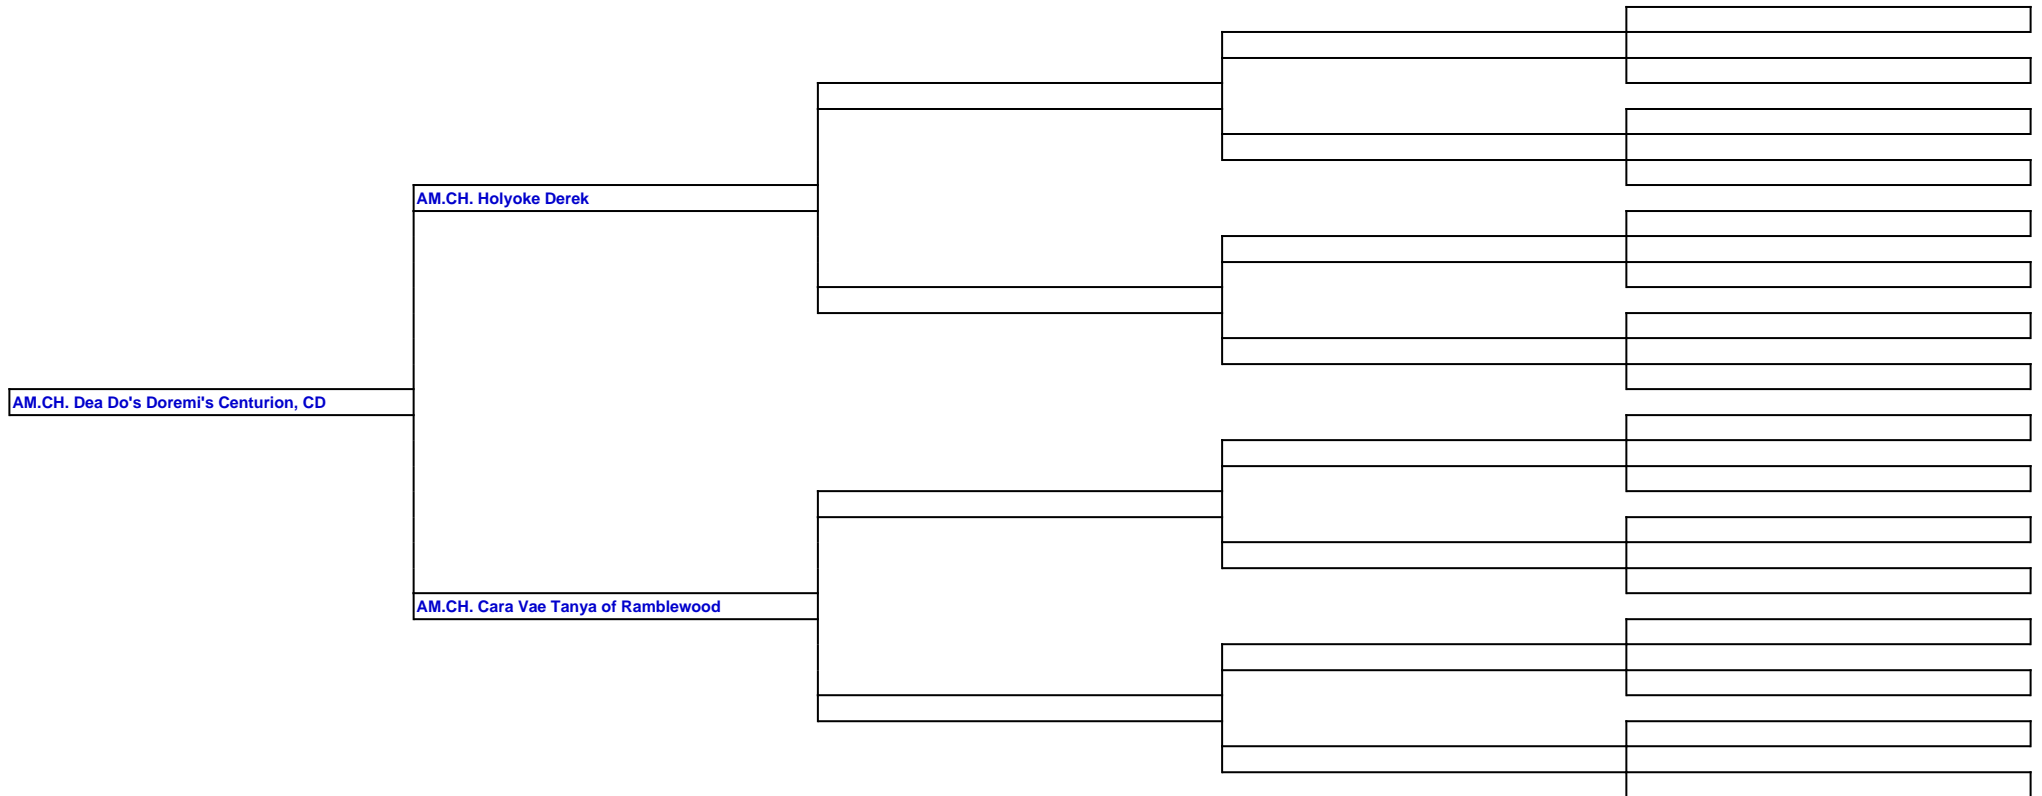 AM.CH. Holyoke Derek
AM.CH. Dea Do's Doremi's Centurion, CD
AM.CH. Cara Vae Tanya of Ramblewood